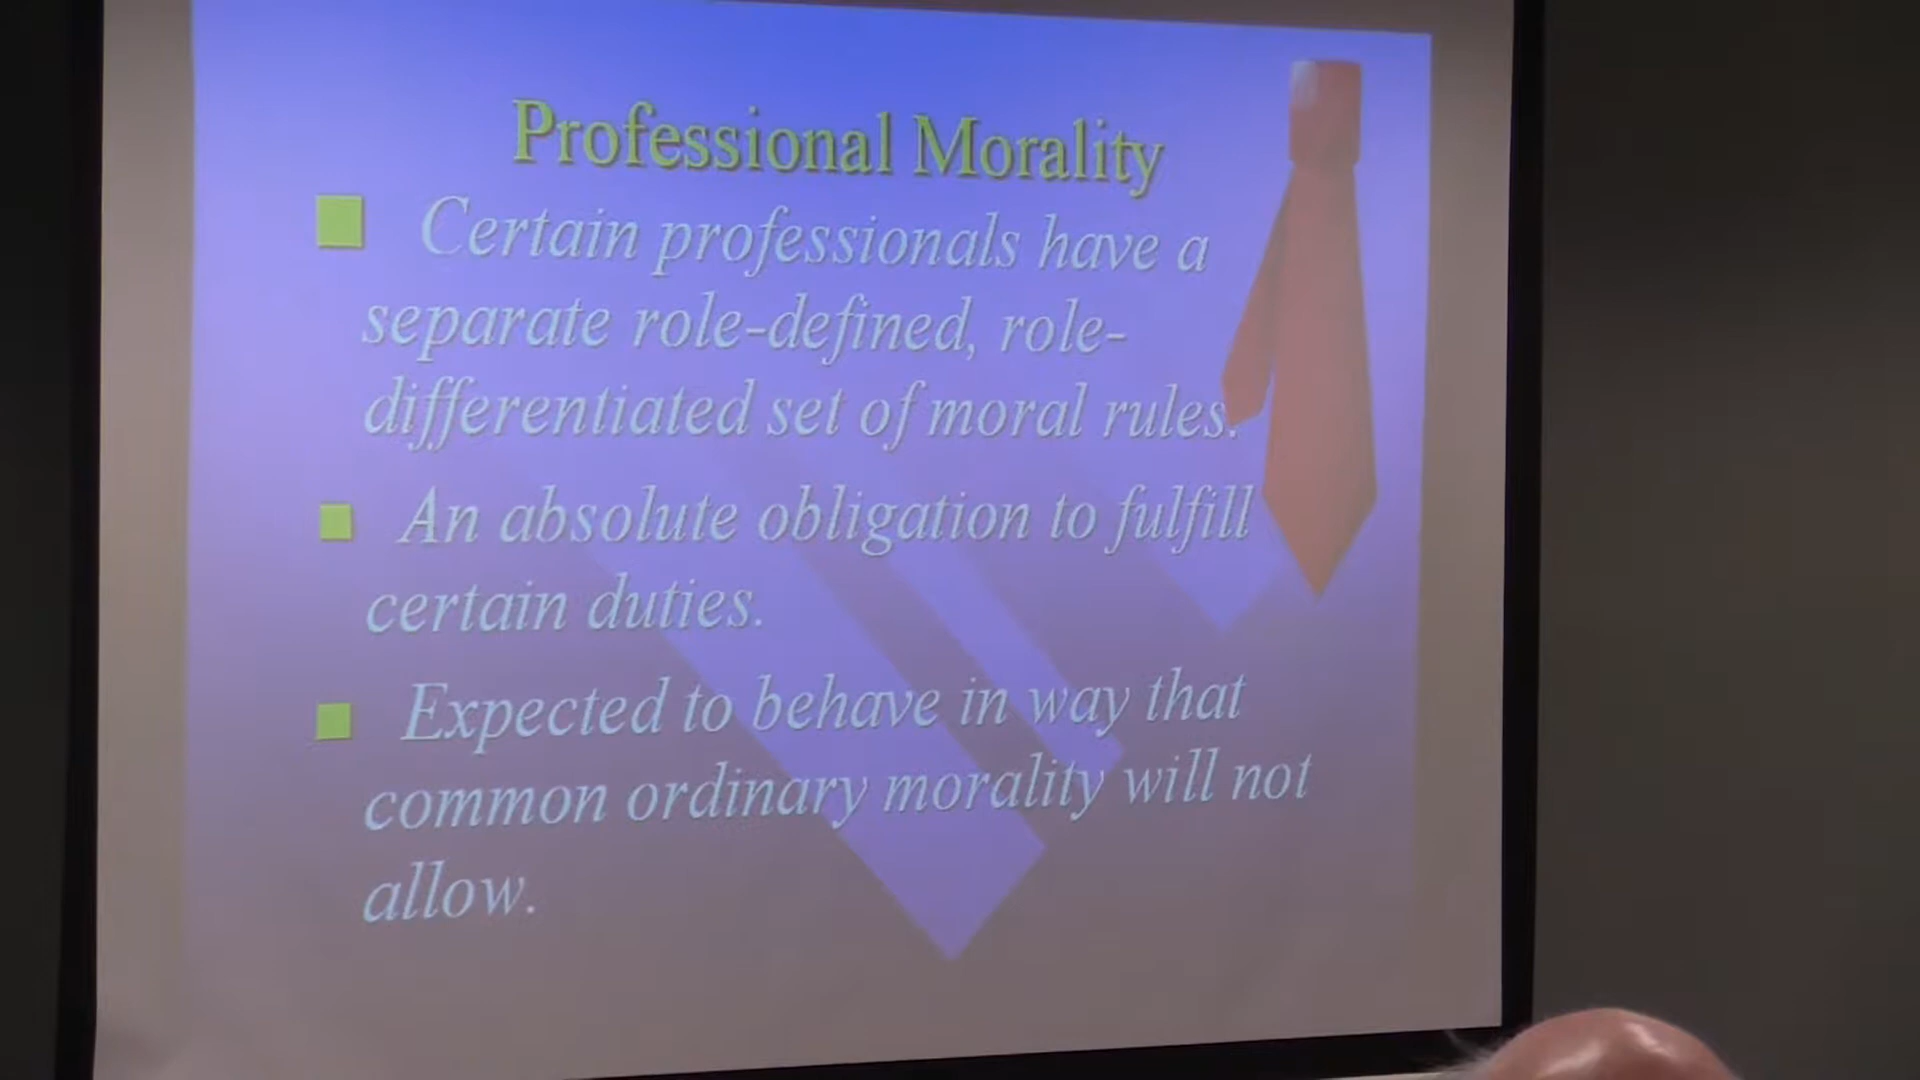 Professional Morality
Certain professionals have a
separate role-defined, role-
differentiated set of moral rules.
An absolute obligation to fulfill
certain duties.
Expected to behave in way that
common ordinary morality will not
allow.